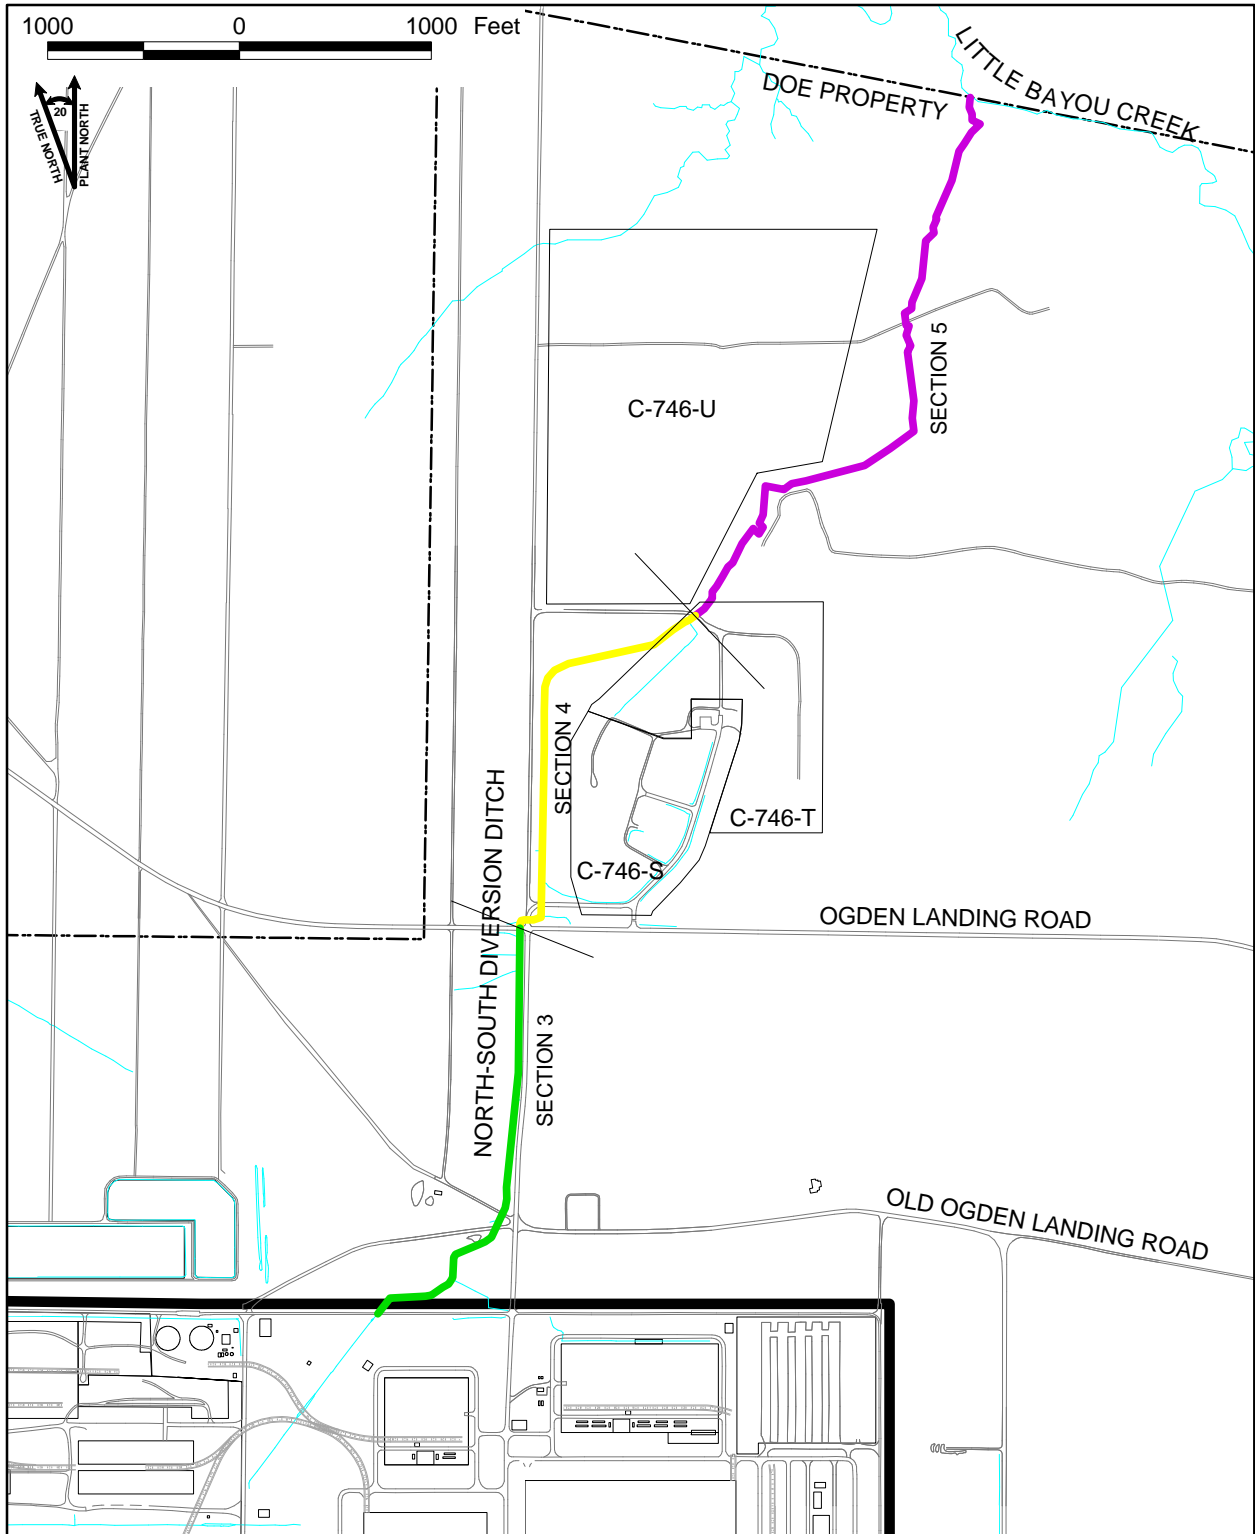 1000 0 1000 Feet
20
TRUE NORTH
PLANT NORTH
LITTLE BAYOU CREEK
DOE PROPERTY
SECTION 5
C-746-U
SECTION 4
C-746-T
C-746-S
NORTH-SOUTH DIVERSION DITCH
OGDEN LANDING ROAD
SECTION 3
OLD OGDEN LANDING ROAD